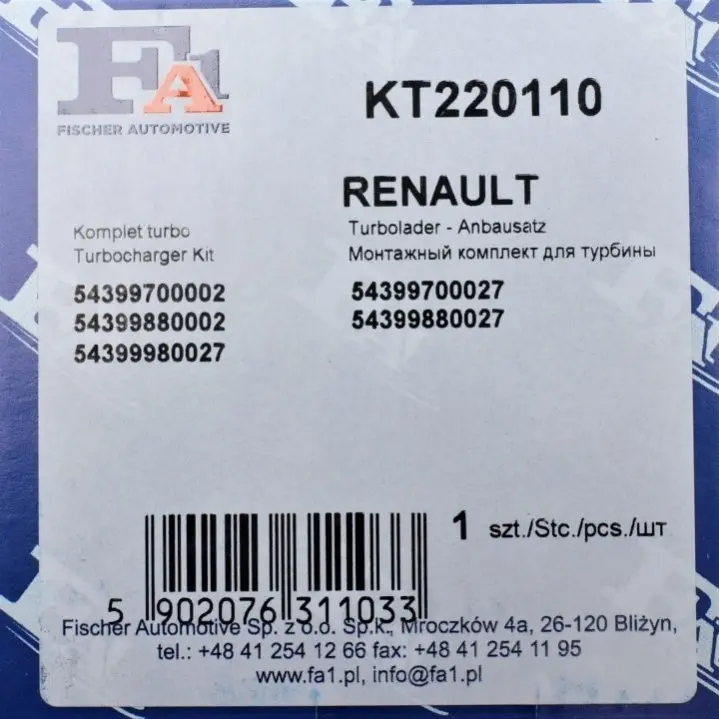 FA1
FISCHER AUTOMOTIVE
KT220110
RENAULT
Komplet turbo
Turbocharger Kit
Turbolader - Anbausatz
Монтажный комплект для турбины
54399700002
54399880002
54399980027
54399700027
54399880027
1 szt./Stc./pcs./шт
5 902076 311033
Fischer Automotive Sp. z o.o. Sp.k., Mroczków 4a, 26-120 Bliżyn,
tel.: +48 41 254 12 66 fax: +48 41 254 11 95
www.fa1.pl, info@fa1.pl